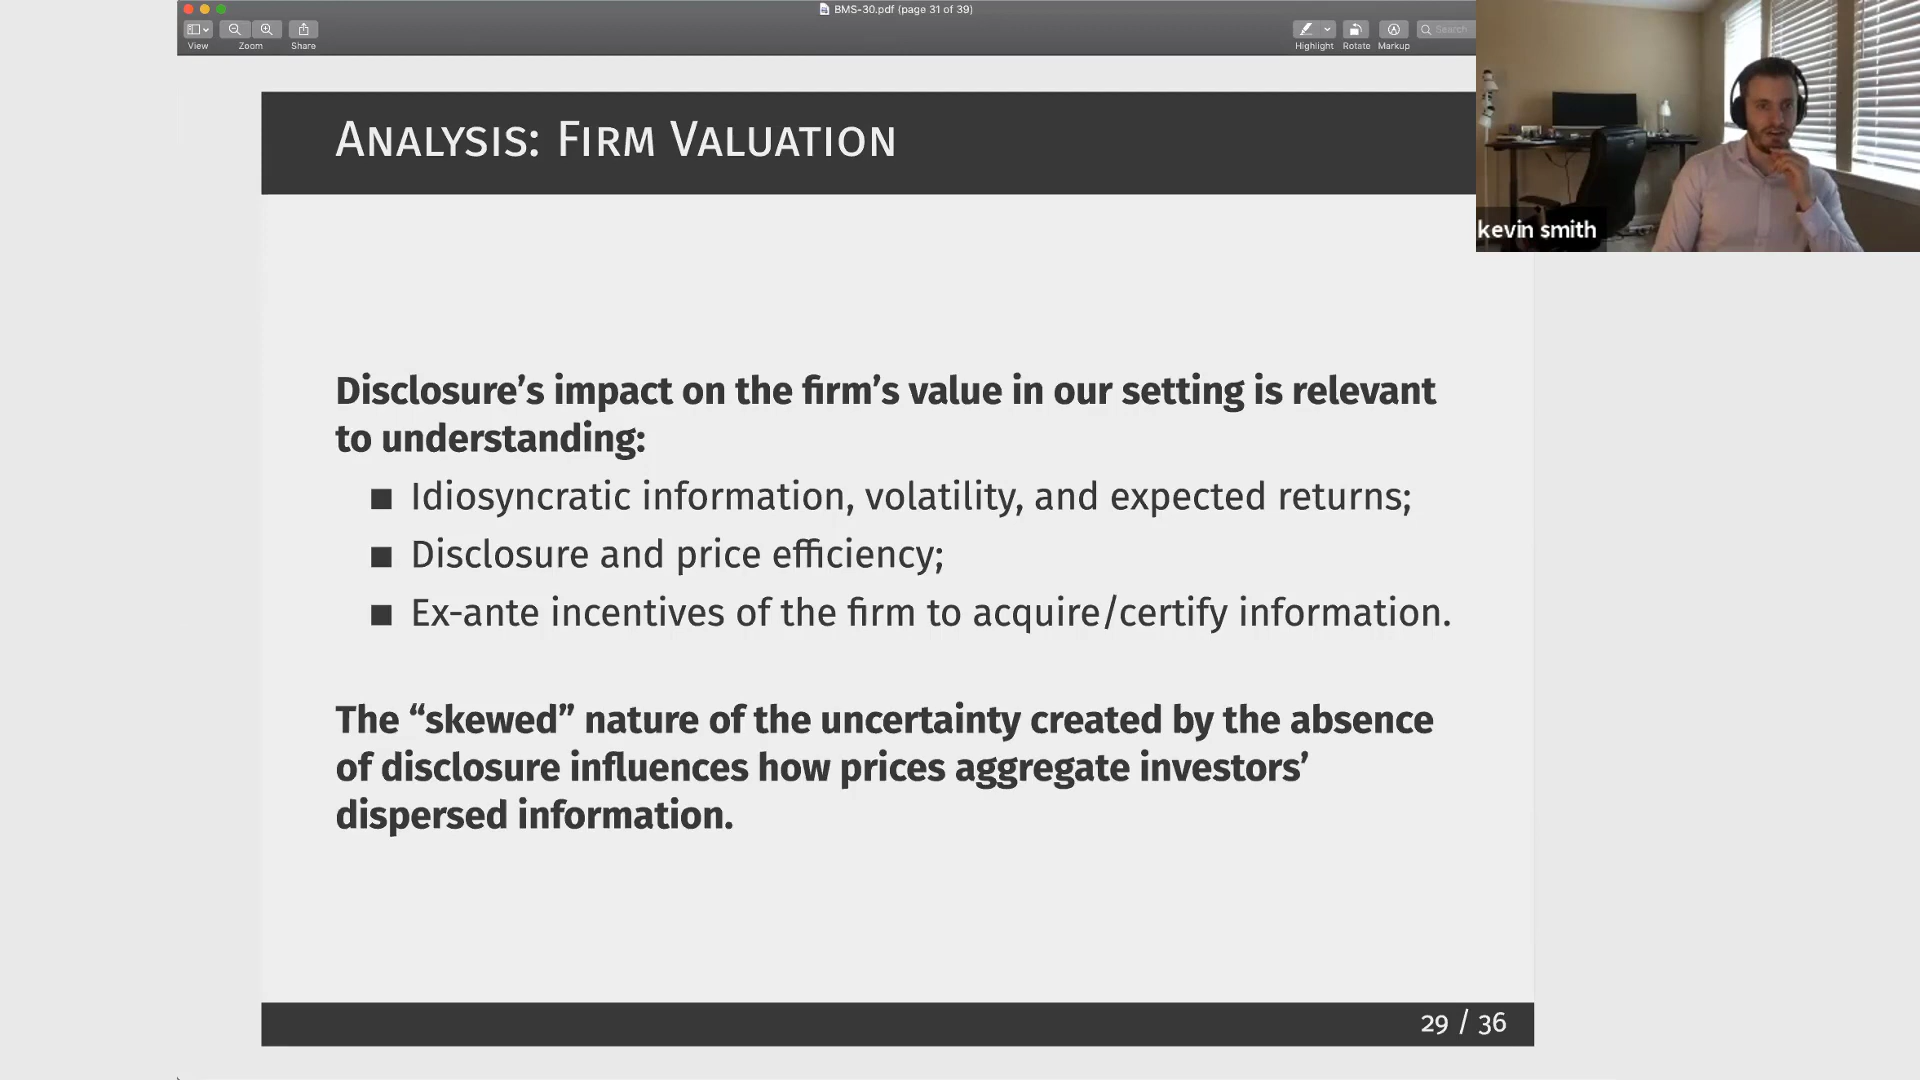 BMS-30.pdf (page 31 of 39)
View
Zoom
Share
Highlight
Rotate
Markup
Search
ANALYSIS: FIRM VALUATION
kevin smith
Disclosure’s impact on the firm’s value in our setting is relevant
to understanding:
■ Idiosyncratic information, volatility, and expected returns;
■ Disclosure and price efficiency;
■ Ex-ante incentives of the firm to acquire/certify information.
The “skewed” nature of the uncertainty created by the absence
of disclosure influences how prices aggregate investors’
dispersed information.
29 / 36